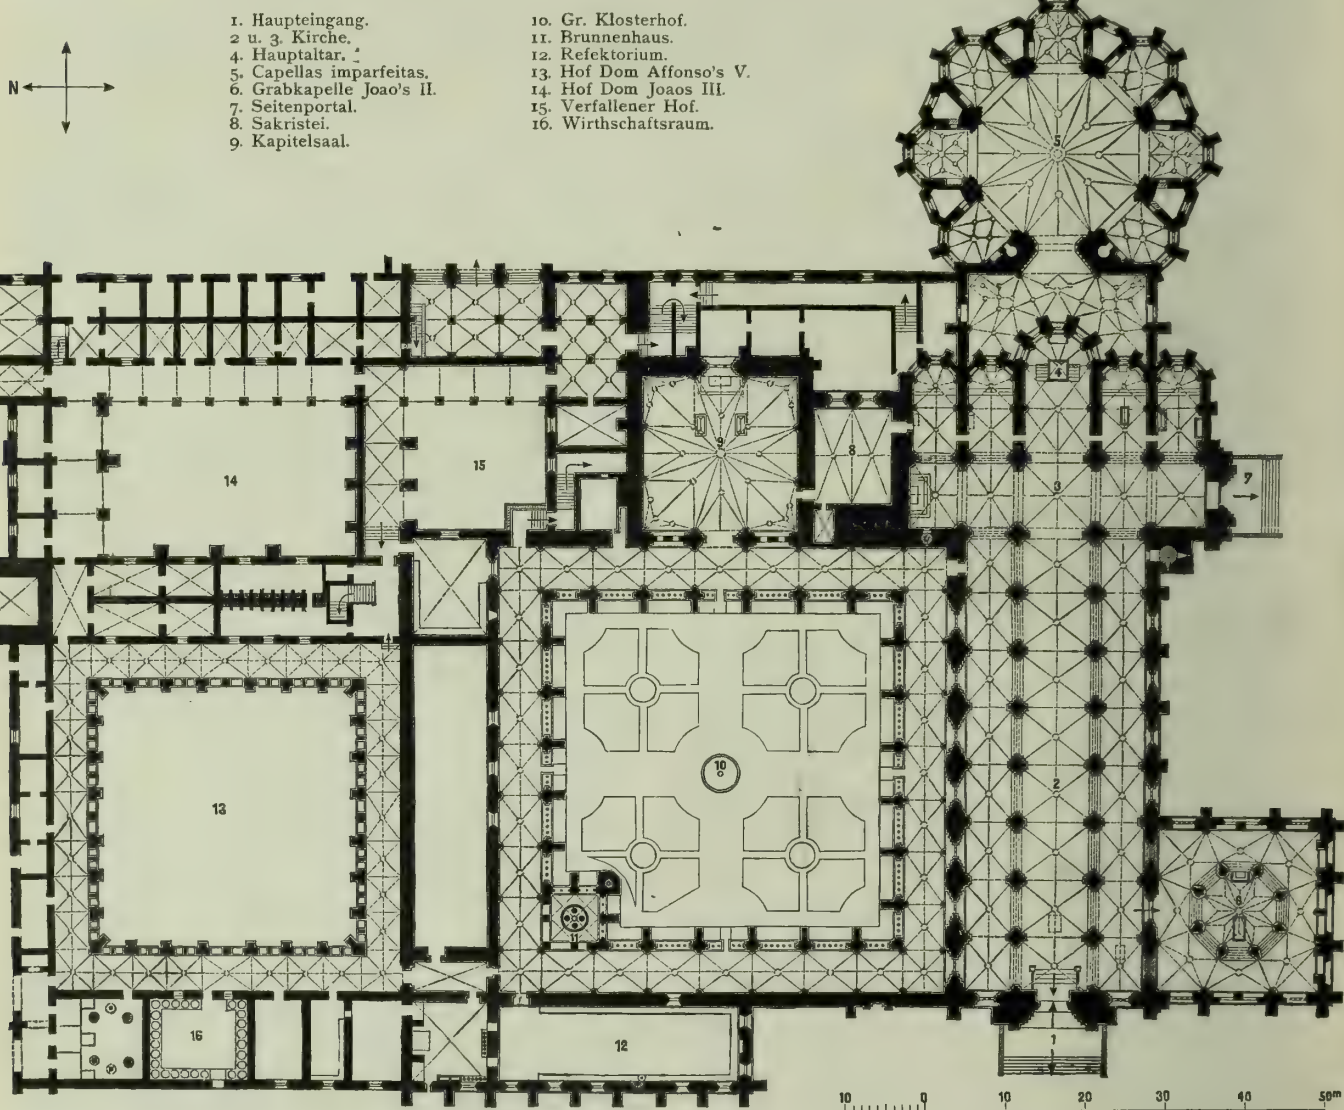 1. Haupteingang.
2 u. 3. Kirche.
4. Hauptaltar.
5. Capellas imparfeitas.
6. Grabkapelle Joao's II.
7. Seitenportal.
8. Sakristei.
9. Kapitelsaal.
10. Gr. Klosterhof.
11. Brunnenhaus.
12. Refektorium.
13. Hof Dom Affonso's V.
14. Hof Dom Joaos III.
15. Verfallener Hof.
16. Wirthschaftsraum.
N
5
4
9
8
3
7
15
14
10
2
13
6
16
12
1
10 0 10 20 30 40 50m